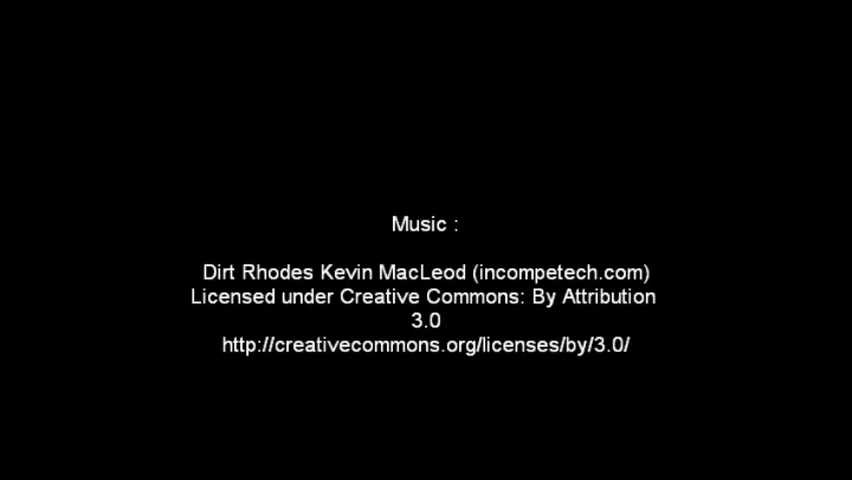 Music :
Dirt Rhodes Kevin MacLeod (incompetech.com)
Licensed under Creative Commons: By Attribution
3.0
http://creativecommons.org/licenses/by/3.0/